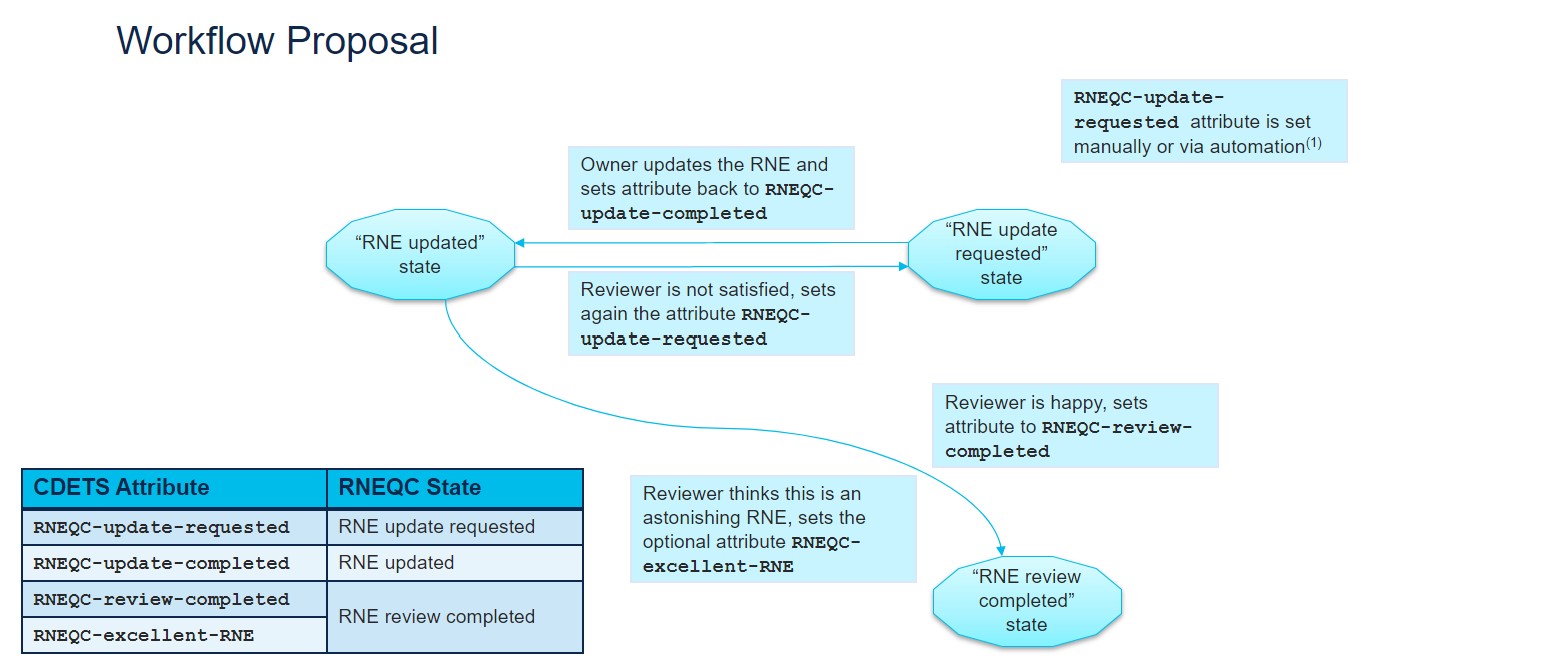 Workflow Proposal
RNEQC-update-
requested attribute is set
manually or via automation(1)
Owner updates the RNE and
sets attribute back to RNEQC-
update-completed
“RNE updated”
state
“RNE update
requested”
state
Reviewer is not satisfied, sets
again the attribute RNEQC-
update-requested
Reviewer is happy, sets
attribute to RNEQC-review-
completed
Reviewer thinks this is an
astonishing RNE, sets the
optional attribute RNEQC-
excellent-RNE
“RNE review
completed”
state
CDETS Attribute RNEQC State
RNEQC-update-requested RNE update requested
RNEQC-update-completed RNE updated
RNEQC-review-completed
RNE review completed
RNEQC-excellent-RNE